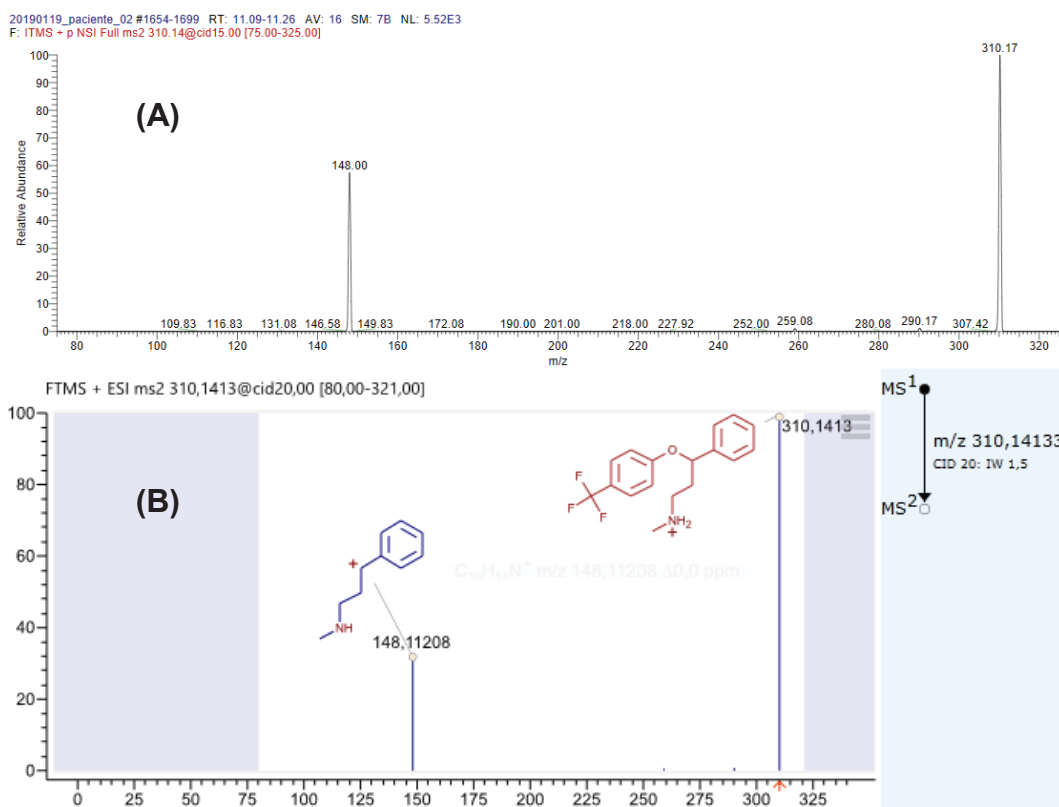 20190119_paciente_02 #1654-1699 RT: 11.09-11.26 AV: 16 SM: 7B NL: 5.52E3
F: ITMS + p NSI Full ms2 310.14@cid15.00 [75.00-325.00]
310.17
100
90
(A)
80
70
60
148.00
50
Relative Abundance
40
30
20
10
109.83 116.83 131.08 146.58 149.83 172.08 190.00 201.00 218.00 227.92 252.00 259.08 280.08 290.17 307.42
0
80 100 120 140 160 180 200 220 240 260 280 300 320
m/z
FTMS + ESI ms2 310,1413@cid20,00 [80,00-321,00]
100
310,1413
80
(B)
O
F
F
F
NH2
+
60
+
C10H14N+ m/z 148,11208 Δ0,0 ppm
40
NH
148,11208
20
0
0 25 50 75 100 125 150 175 200 225 250 275 300 325
MS1
m/z 310,14133
CID 20: IW 1,5
MS2